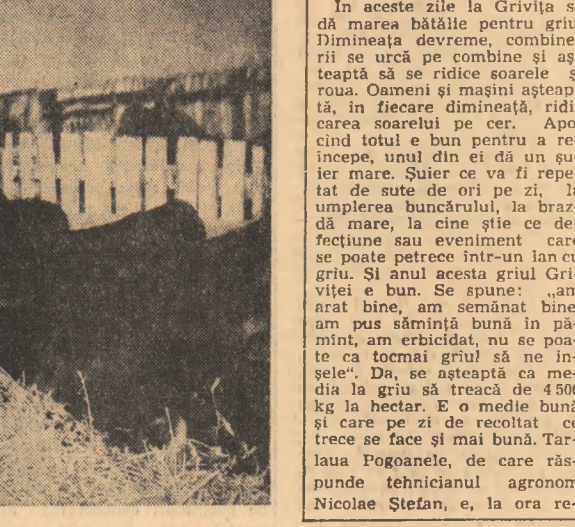 In aceste zile la Grivița s
dă marea bătălie pentru grîu
Dimineața devreme, combine
rii se urcă pe combine și aș
teaptă să se ridice soarele ș
roua. Oameni și mașini așteap
tă, în fiecare dimineață, ridi
carea soarelui pe cer. Apo
cînd totul e bun pentru a re
începe, unul din ei dă un șu
ier mare. Șuier ce va fi repe
tat de sute de ori pe zi, la
umplerea buncărului, la braz
dă mare, la cine știe ce de
fecțiune sau eveniment care
se poate petrece într-un lan cu
grîu. Și anul acesta grîul Gri-
viței e bun. Se spune: „am
arat bine, am semănat bine
am pus sămînță bună în pă-
mînt, am erbicidat, nu se poa-
te ca tocmai grîul să ne în-
șele“. Da, se așteaptă ca me-
dia la grîu să treacă de 4 500
kg la hectar. E o medie bună
și care pe zi de recoltat ce
trece se face și mai bună. Tar-
laua Pogoanele, de care răs-
punde tehnicianul agronom
Nicolae Ștefan, e, la ora re-